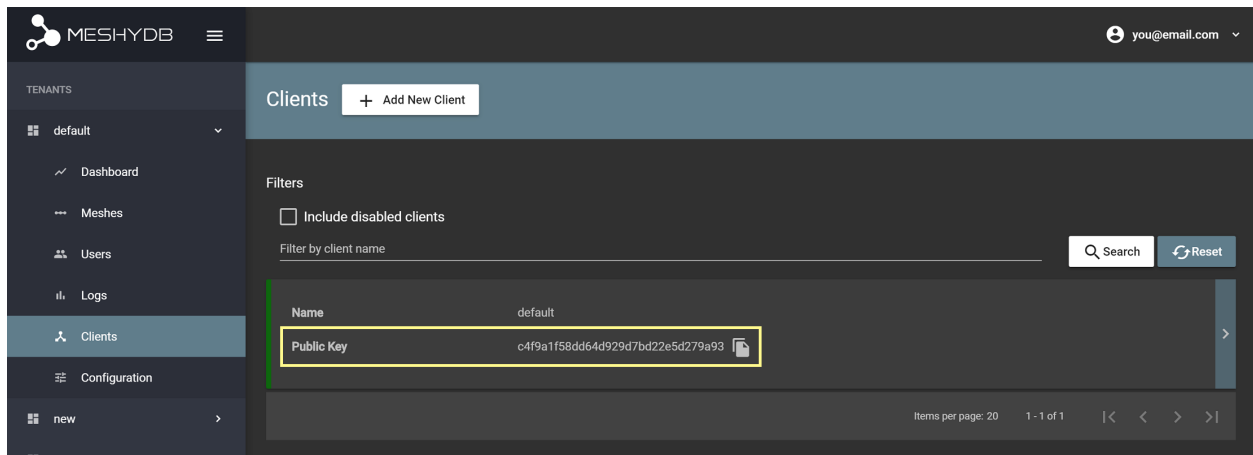 MESHYDB
you@email.com
TENANTS
default
Dashboard
Meshes
Users
Logs
Clients
Configuration
new
Clients
Add New Client
Filters
Include disabled clients
Filter by client name
Search
Reset
Name default
Public Key c4f9a1f58dd64d929d7bd22e5d279a93
Items per page: 20 1 - 1 of 1